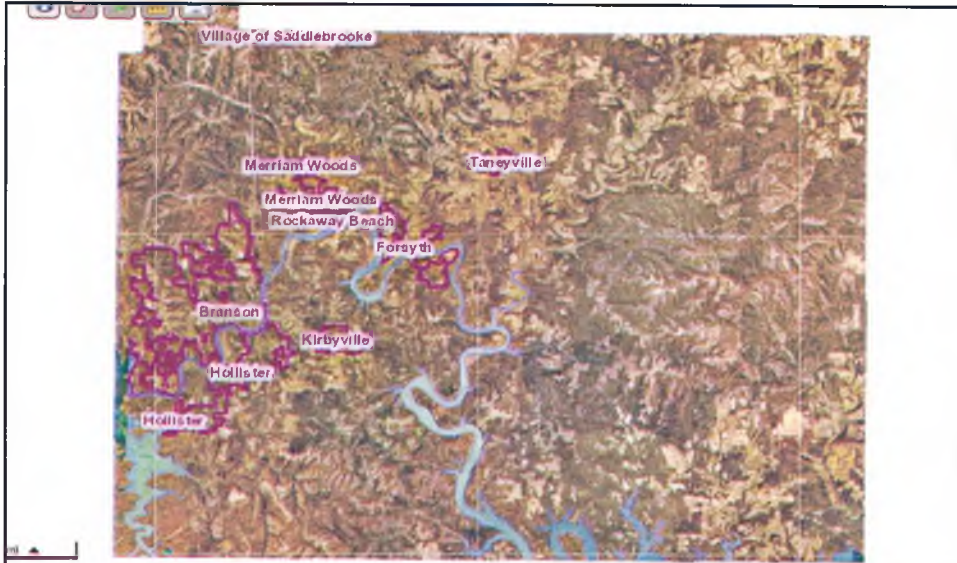 Village of Saddlebrooke
Merriam Woods
Taneyville
Merriam Woods
Rockaway Beach
Forsyth
Branson
Kirbyville
Hollister
Hollister